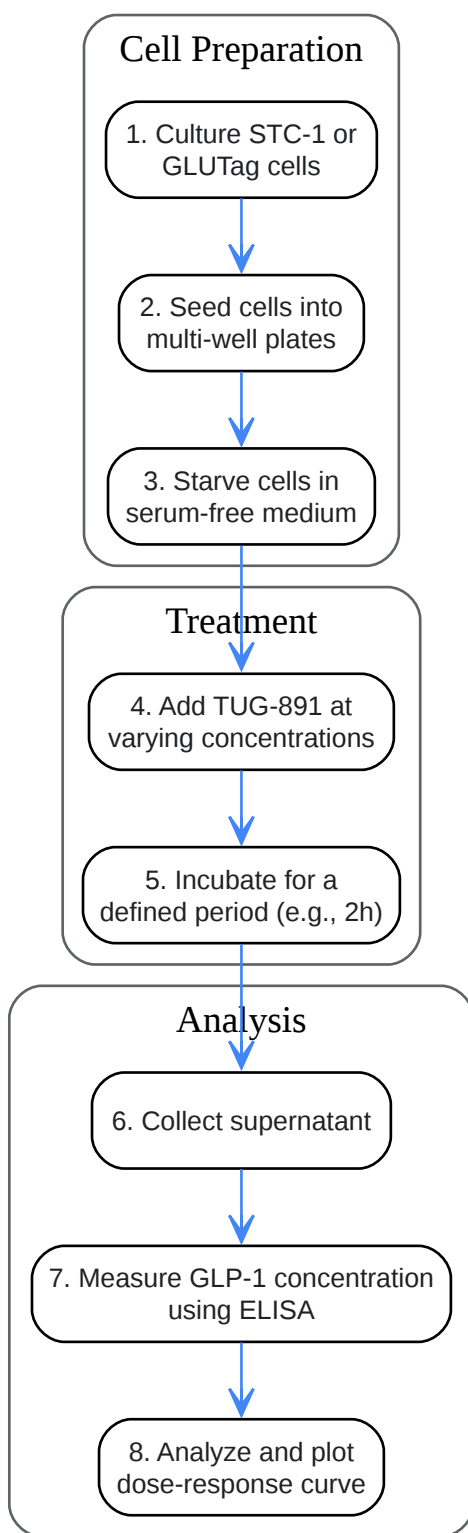 Cell Preparation
1. Culture STC-1 or
GLUTag cells
2. Seed cells into
multi-well plates
3. Starve cells in
serum-free medium
Treatment
4. Add TUG-891 at
varying concentrations
5. Incubate for a
defined period (e.g., 2h)
Analysis
6. Collect supernatant
7. Measure GLP-1 concentration
using ELISA
8. Analyze and plot
dose-response curve